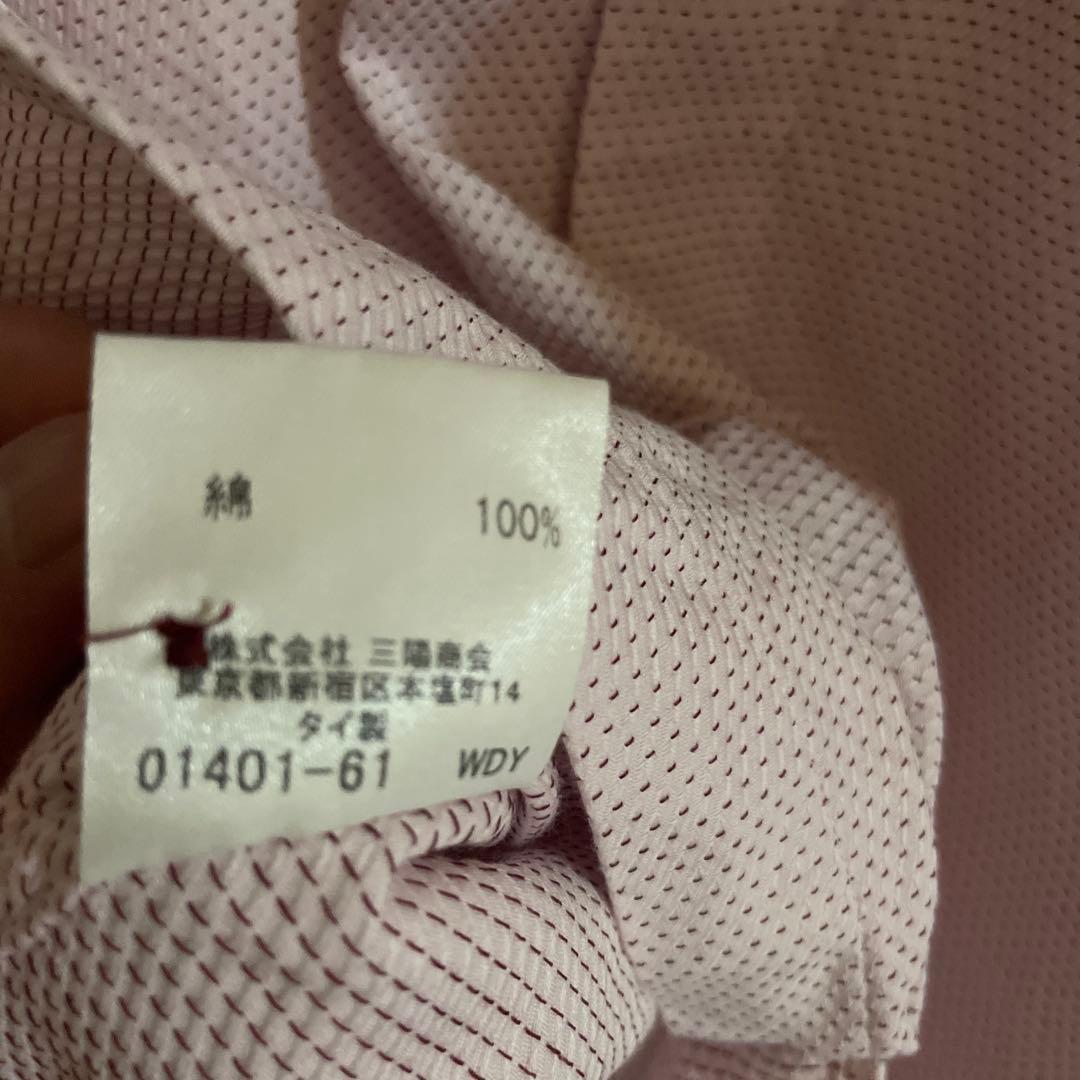 綿 100%
株式会社 三陽商会
東京都新宿区本塩町14
タイ製
01401-61 WDY